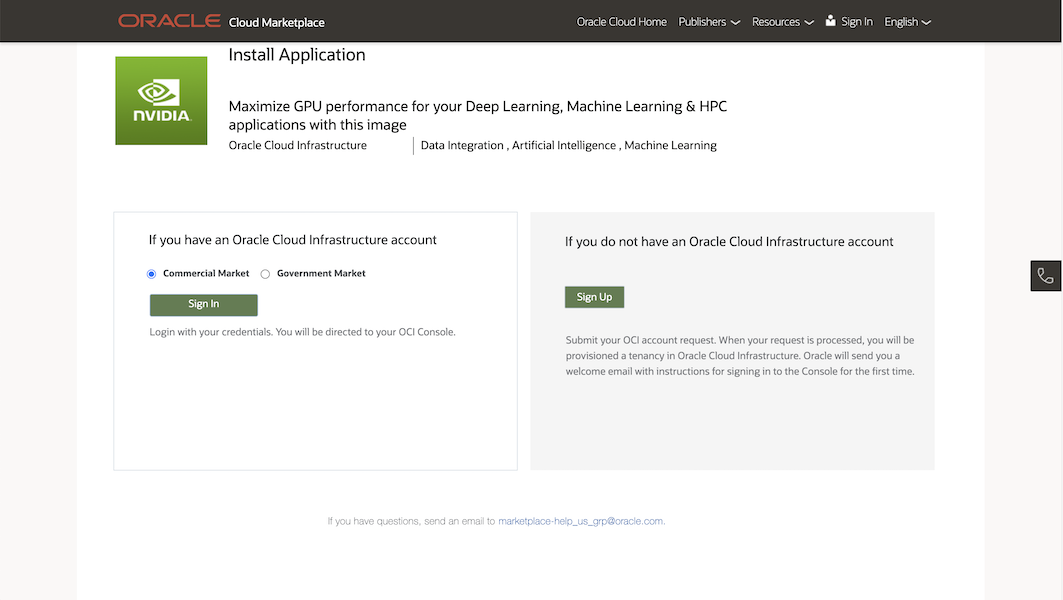 ORACLE Cloud Marketplace
Oracle Cloud Home Publishers Resources Sign In English
Install Application
NVIDIA.
Maximize GPU performance for your Deep Learning, Machine Learning & HPC
applications with this image
Oracle Cloud Infrastructure
Data Integration , Artificial Intelligence , Machine Learning
If you have an Oracle Cloud Infrastructure account
Commercial Market Government Market
Sign In
Login with your credentials. You will be directed to your OCI Console.
If you do not have an Oracle Cloud Infrastructure account
Sign Up
Submit your OCI account request. When your request is processed, you will be
provisioned a tenancy in Oracle Cloud Infrastructure. Oracle will send you a
welcome email with instructions for signing in to the Console for the first time.
If you have questions, send an email to marketplace-help_us_grp@oracle.com.